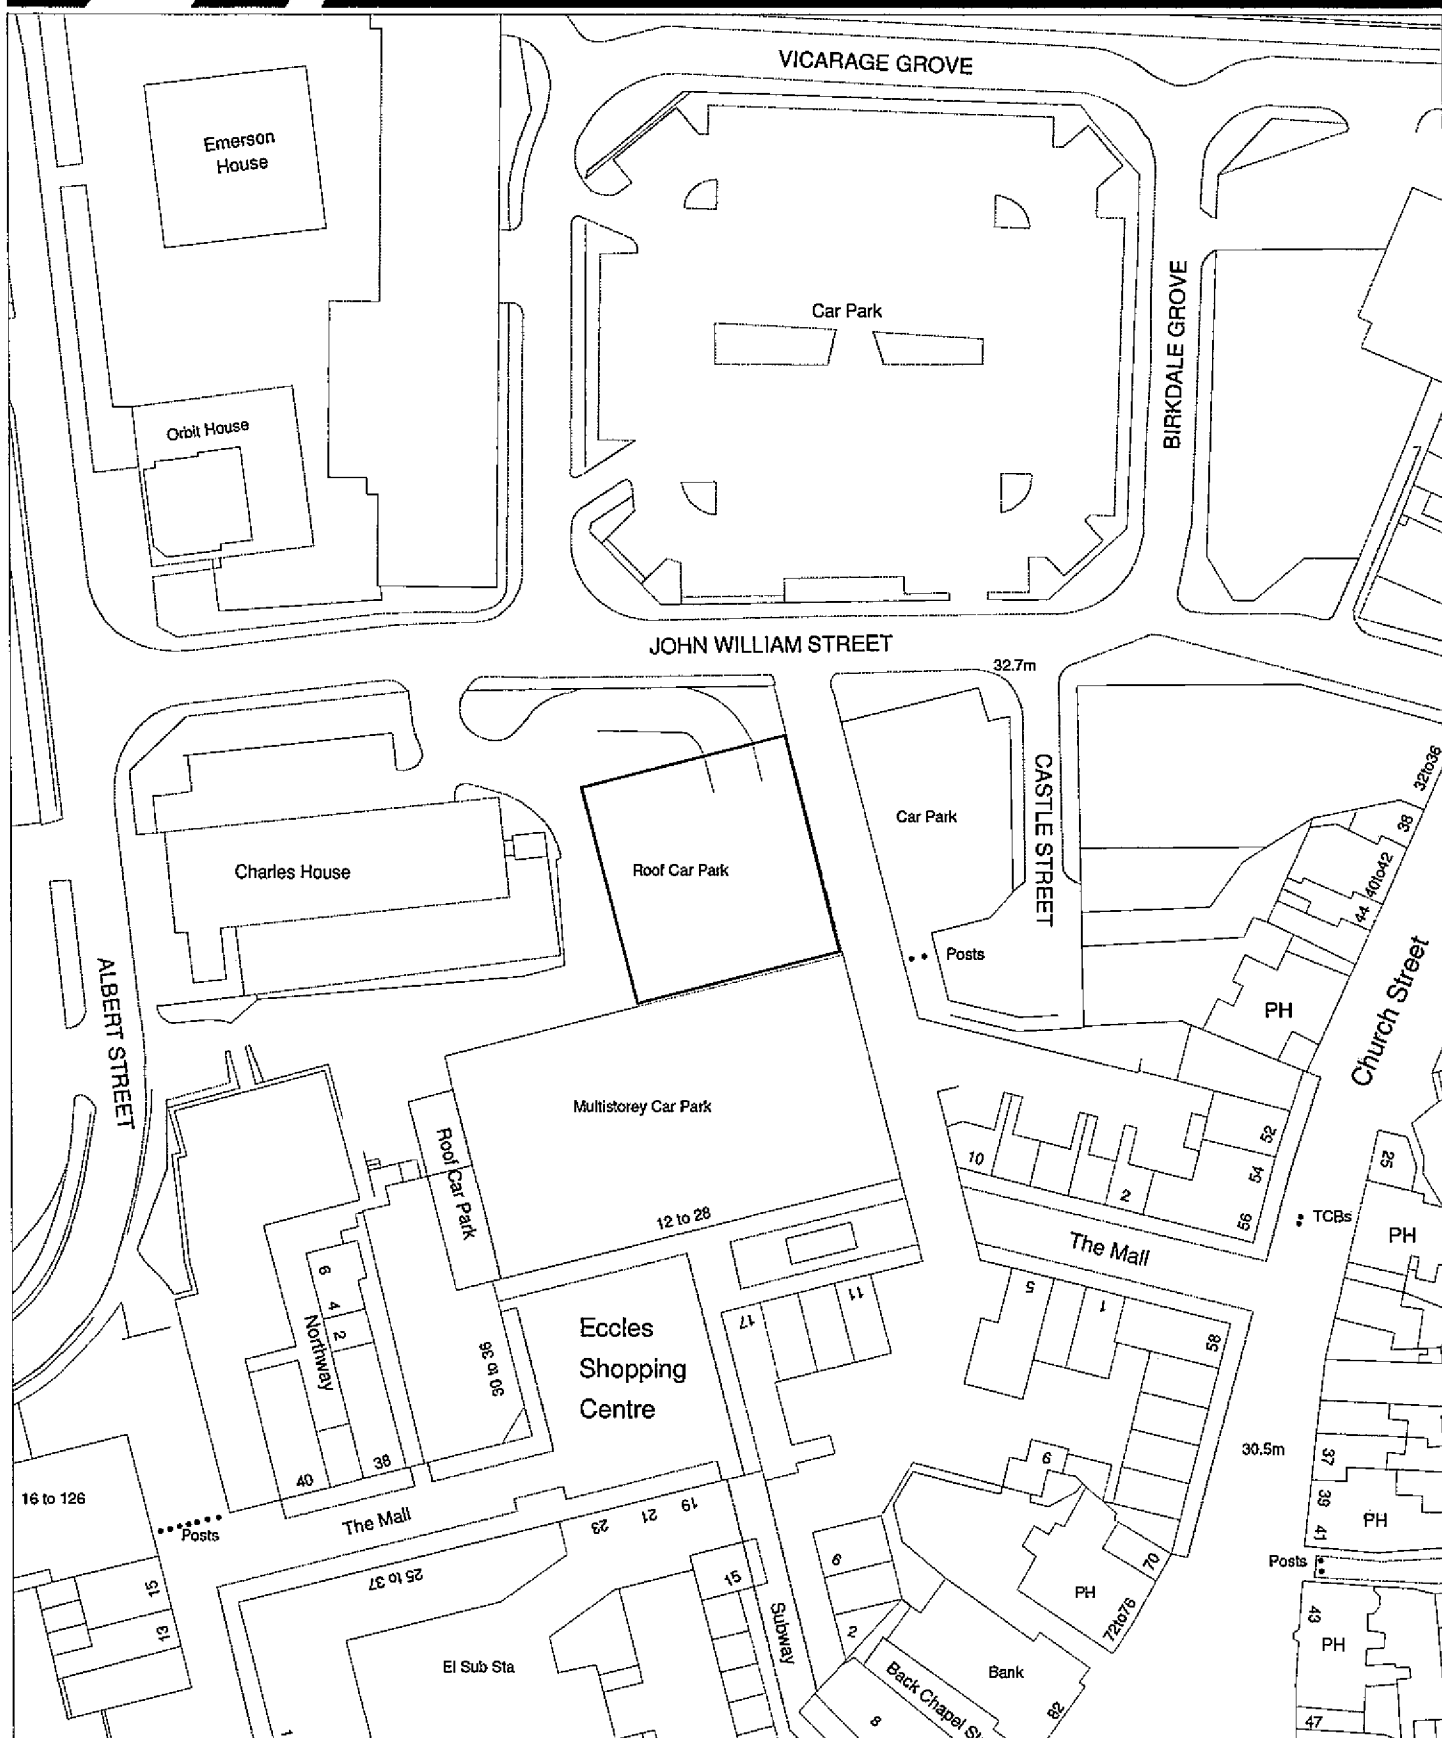 VICARAGE GROVE
Emerson
House
Car Park
BIRKDALE GROVE
Orbit House
JOHN WILLIAM STREET
32.7m
CASTLE STREET
32to36
38
40to42
44
Car Park
Roof Car Park
Charles House
Posts
PH
Church Street
ALBERT STREET
Multistorey Car Park
Roof Car Park
10
2
52
54
56
TCBs
25
PH
12 to 28
The Mall
6
4
2
Northway
30 to 36
Eccles
Shopping
Centre
17
11
5
1
58
30.5m
37
39
41
PH
Posts
40
38
16 to 126
Posts
The Mall
23
21
19
25 to 37
15
13
15
Subway
6
2
9
70
PH
72to76
43
PH
47
El Sub Sta
Bank
82
Back Chapel St
8